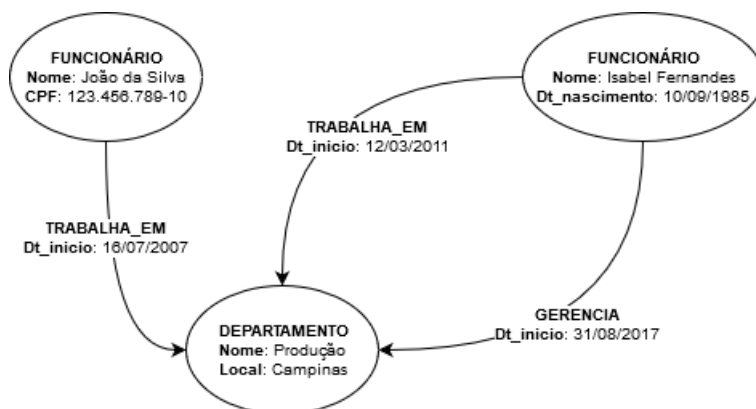 FUNCIONÁRIO
Nome: João da Silva
CPF: 123.456.789-10
FUNCIONÁRIO
Nome: Isabel Fernandes
Dt_nascimento: 10/09/1985
TRABALHA_EM
Dt_inicio: 12/03/2011
TRABALHA_EM
Dt_inicio: 16/07/2007
GERENCIA
Dt_inicio: 31/08/2017
DEPARTAMENTO
Nome: Produção
Local: Campinas